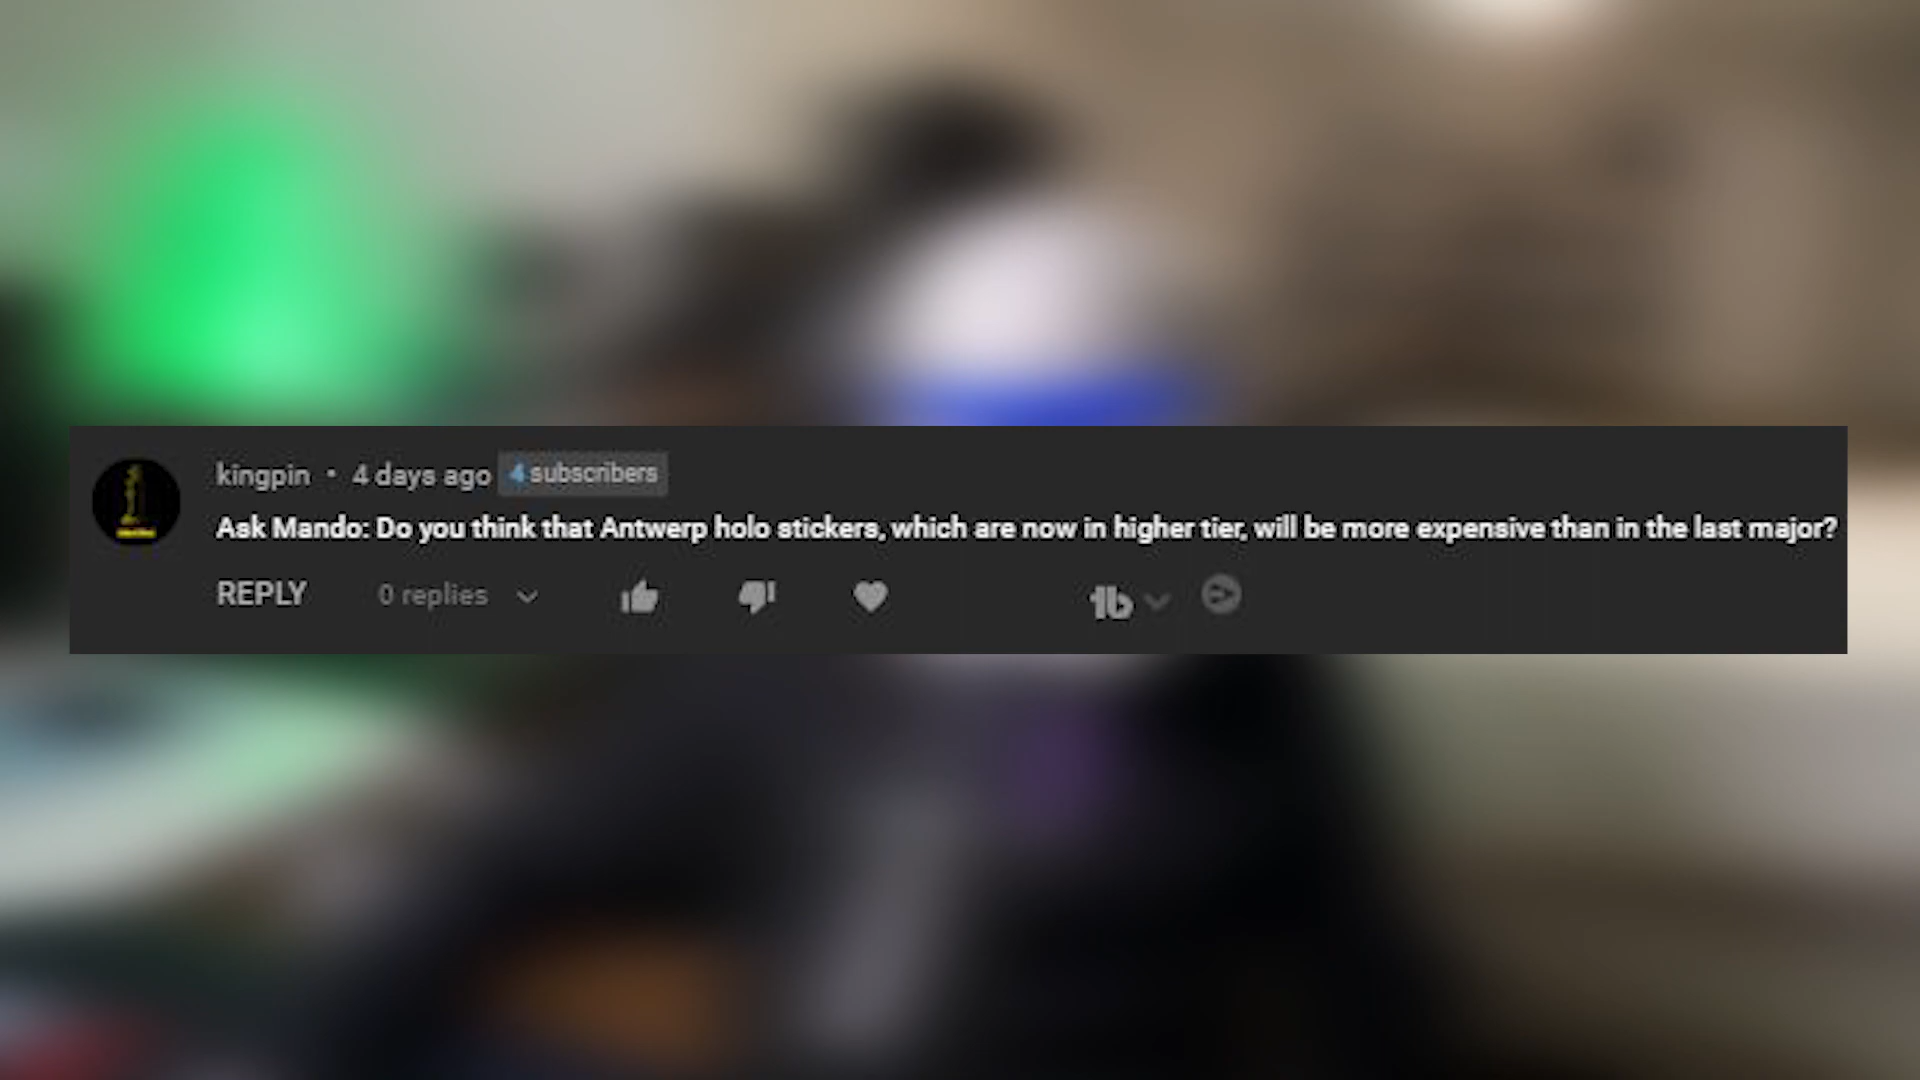 kingpin • 4 days ago 4 subscribers
Ask Mando: Do you think that Antwerp holo stickers, which are now in higher tier, will be more expensive than in the last major?
REPLY 0 replies